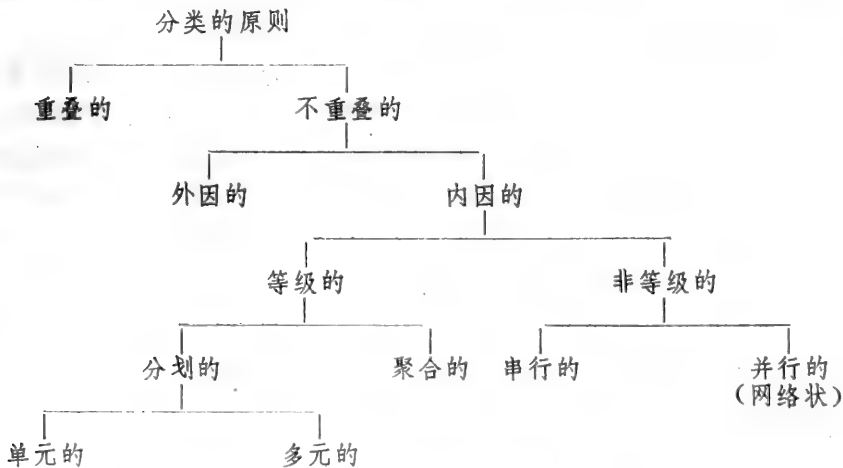 分类的原则
重叠的 不重叠的
外因的 内因的
等级的 非等级的
分划的 聚合的 串行的 并行的
(网络状)
单元的 多元的